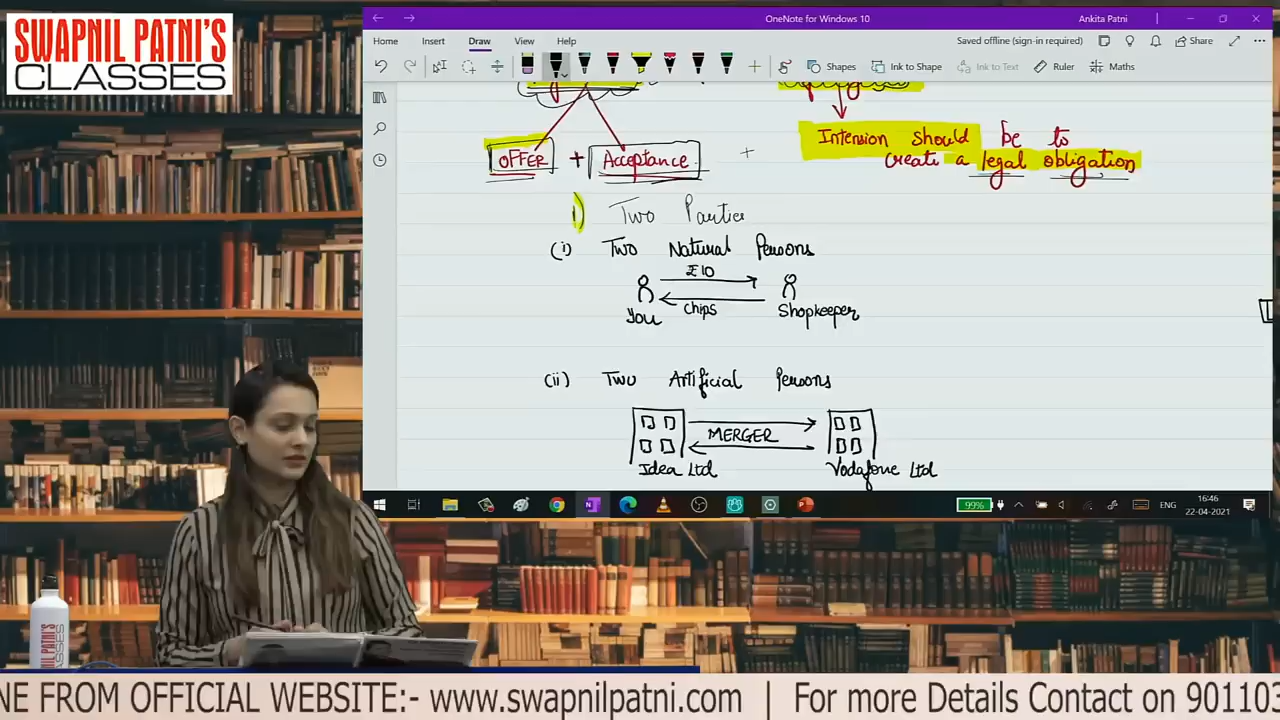 SWAPNIL PATNI'S
CLASSES
OneNote for Windows 10
Ankita Patni
Home Insert Draw View Help
Saved offline (sign-in required)
Share
Shapes
Ink to Shape
Ink to Text
Ruler
Maths
OFFER + Acceptance +
Intension should be to
create a legal obligation
1) Two Parties
(i) Two Natural Persons
₹10
chips
You
Shopkeeper
(ii) Two Artificial Persons
MERGER
Idea Ltd
Vodafone Ltd
99%
ENG
16:46
22-04-2021
SWAPNIL PATNI'S
CLASSES
NE FROM OFFICIAL WEBSITE:- www.swapnilpatni.com | For more Details Contact on 901103